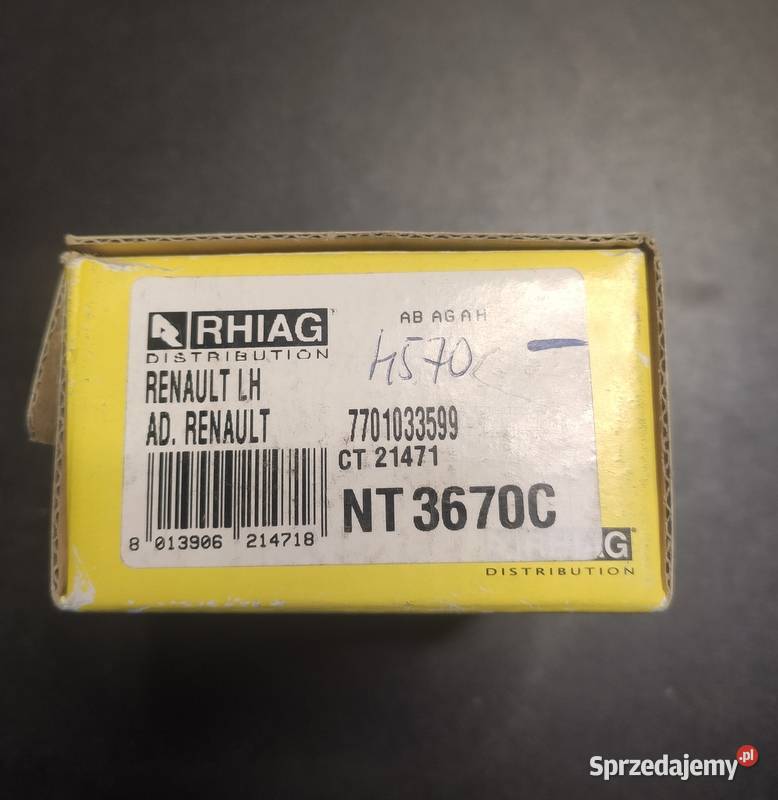 RHIAG
DISTRIBUTION
AB AG AH
4570c
RENAULT LH
AD. RENAULT 7701033599
CT 21471
NT 3670C
8 013906 214718
DISTRIBUTION
Sprzedajemy.pl